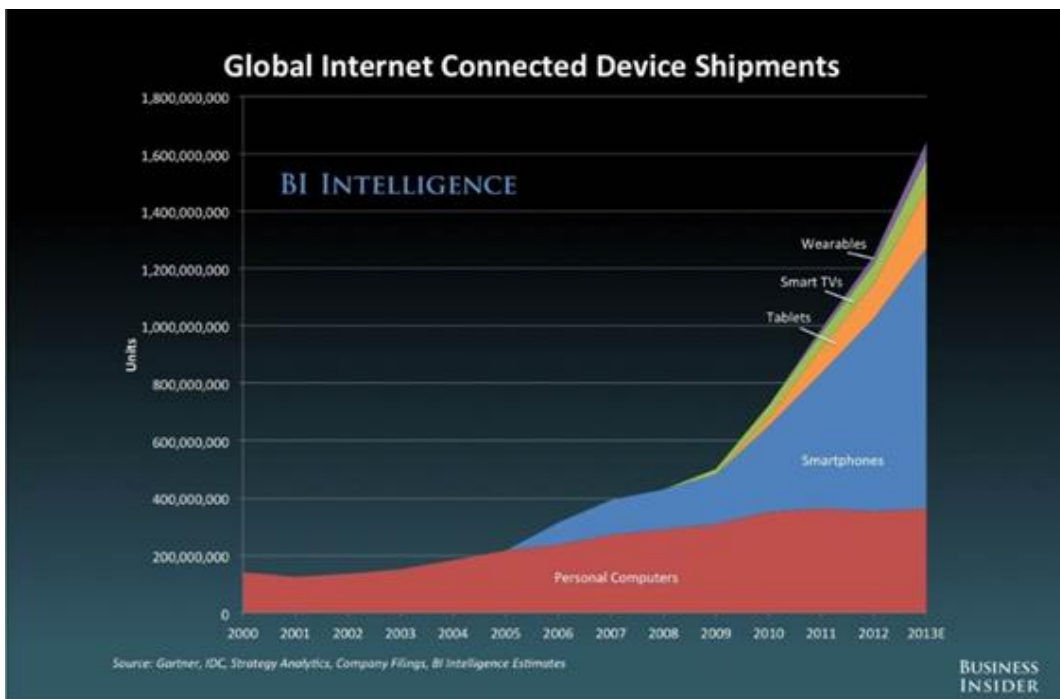 Global Internet Connected Device Shipments
1,800,000,000
1,600,000,000
1,400,000,000
1,200,000,000
1,000,000,000
800,000,000
600,000,000
400,000,000
200,000,000
0
Units
BI INTELLIGENCE
Wearables
Smart TVs
Tablets
Smartphones
Personal Computers
2000 2001 2002 2003 2004 2005 2006 2007 2008 2009 2010 2011 2012 2013E
Source: Gartner, IDC, Strategy Analytics, Company Filings, BI Intelligence Estimates
BUSINESS
INSIDER